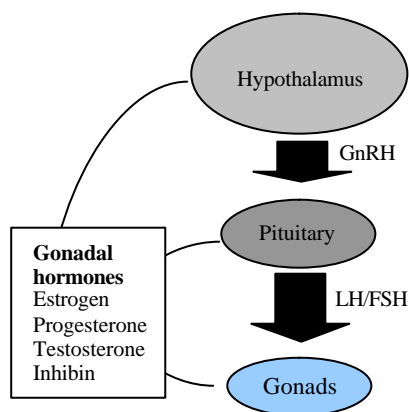 Hypothalamus
GnRH
Pituitary
Gonadal
hormones
Estrogen
Progesterone
Testosterone
Inhibin
LH/FSH
Gonads